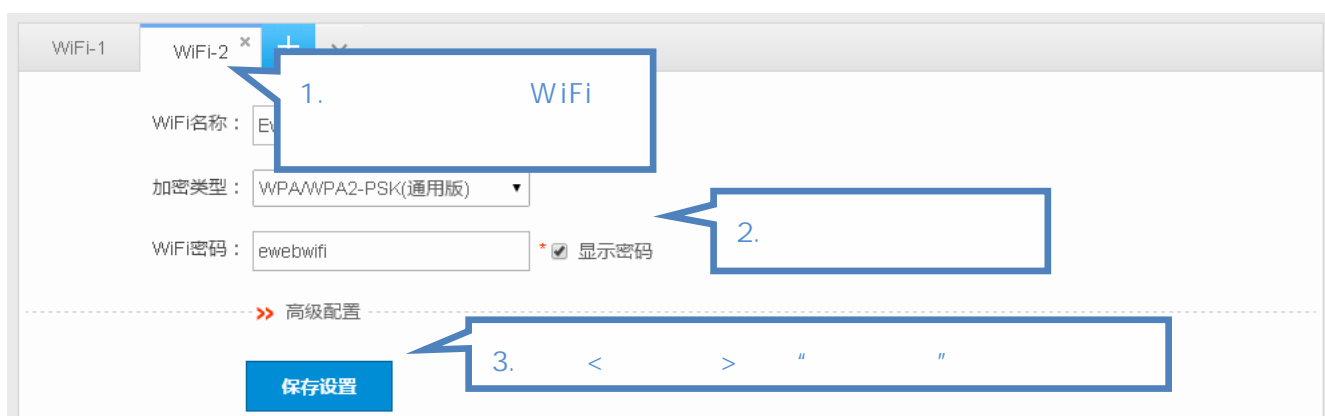 WiFi-1 WiFi-2 × +
1. WiFi
WiFi名称：
加密类型： WPA/WPA2-PSK(通用版)
2.
WiFi密码： ewebwifi * 显示密码
>> 高级配置
3. < > “ ”
保存设置